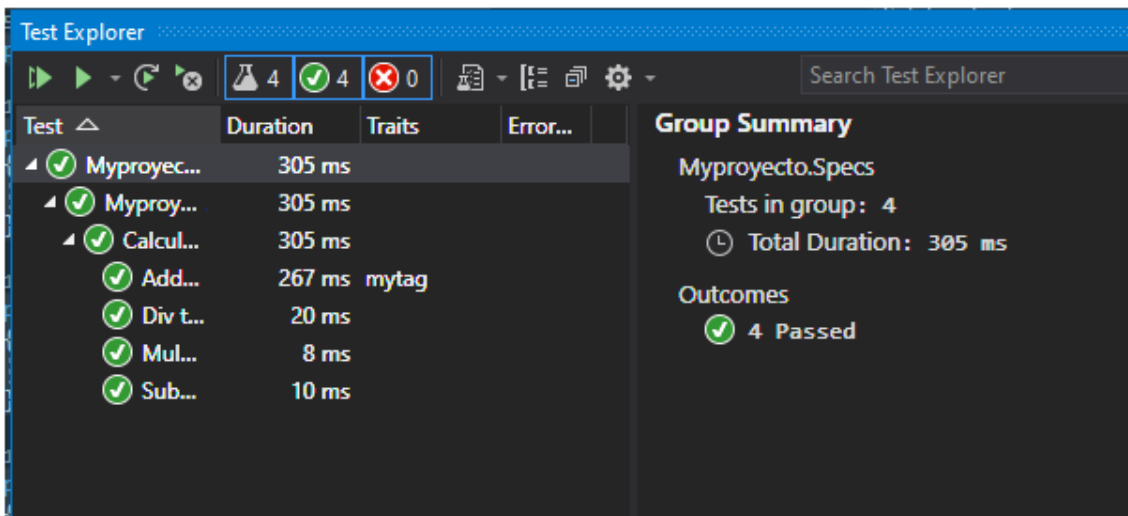 Test Explorer
4 4 0 Search Test Explorer
Test Duration Traits Error...
Myproyec... 305 ms
Myproy... 305 ms
Calcul... 305 ms
Add... 267 ms mytag
Div t... 20 ms
Mul... 8 ms
Sub... 10 ms
Group Summary
Myproyecto.Specs
Tests in group: 4
Total Duration: 305 ms
Outcomes
4 Passed